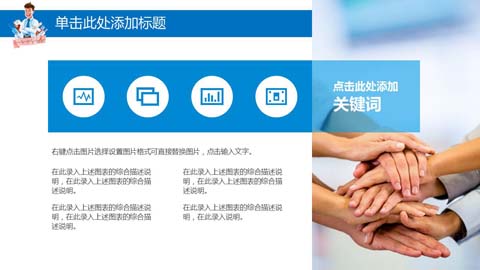 单击此处添加标题
点击此处添加
关键词
右键点击图片选择设置图片格式可直接替换图片，点击输入文字。
在此录入上述图表的综合描述说
明，在此录入上述图表的综合描
述说明。
在此录入上述图表的综合描述说
明，在此录入上述图表的综合描
述说明。
在此录入上述图表的综合描述说
明，在此录入上述图表的综合描
述说明。
在此录入上述图表的综合描述说
明，在此录入说明。